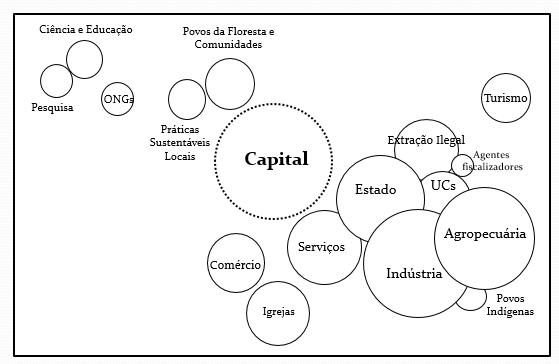 Ciência e Educação
Pesquisa
ONGs
Povos da Floresta e
Comunidades
Práticas
Sustentáveis
Locais
Capital
Turismo
Extração Ilegal
Agentes
fiscalizadores
UCs
Estado
Agropecuária
Serviços
Indústria
Comércio
Igrejas
Povos
Indígenas